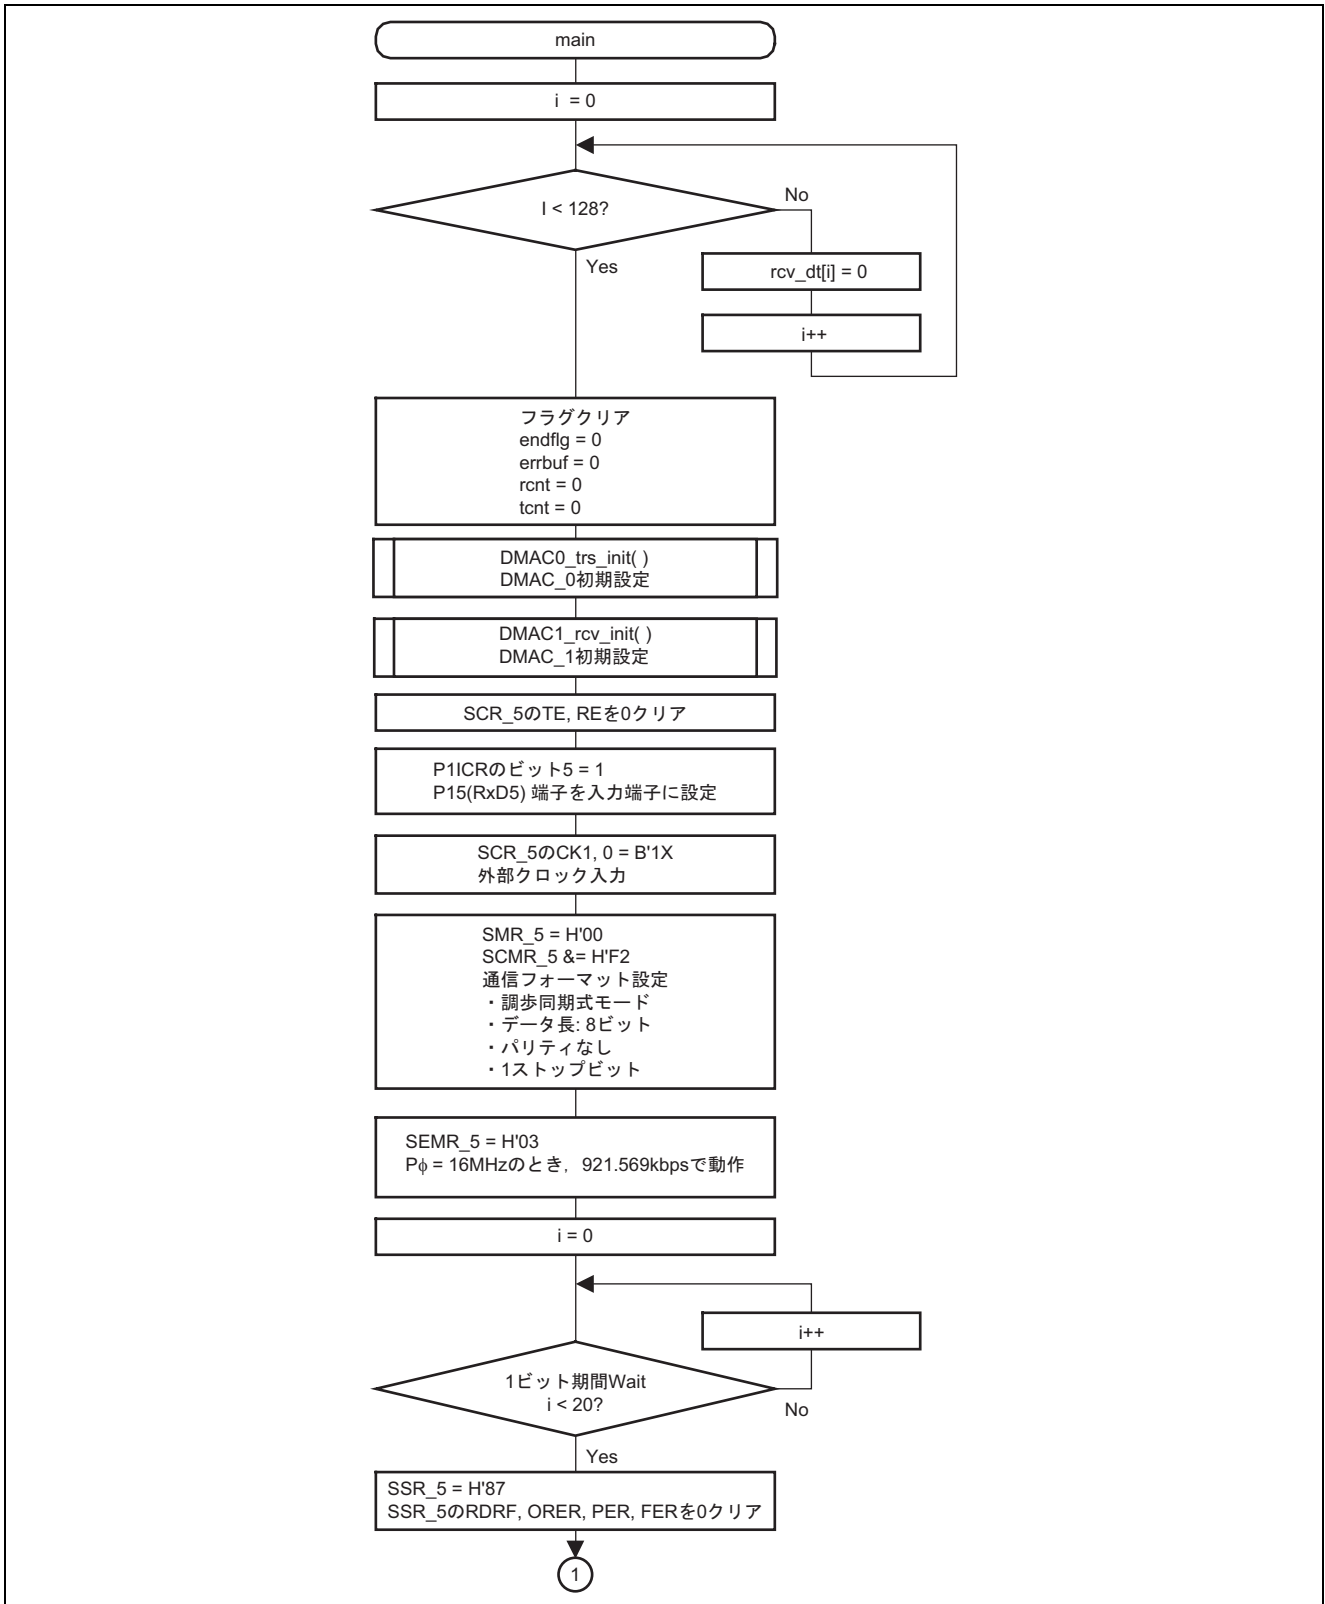 main
i = 0
I < 128?
No
Yes
rcv_dt[i] = 0
i++
フラグクリア
endflg = 0
errbuf = 0
rcnt = 0
tcnt = 0
DMAC0_trs_init( )
DMAC_0初期設定
DMAC1_rcv_init( )
DMAC_1初期設定
SCR_5のTE, REを0クリア
P1ICRのビット5 = 1
P15(RxD5) 端子を入力端子に設定
SCR_5のCK1, 0 = B'1X
外部クロック入力
SMR_5 = H'00
SCMR_5 &= H'F2
通信フォーマット設定
・調歩同期式モード
・データ長: 8ビット
・パリティなし
・1ストップビット
SEMR_5 = H'03
Pφ = 16MHzのとき, 921.569kbpsで動作
i = 0
i++
1ビット期間Wait
i < 20?
No
Yes
SSR_5 = H'87
SSR_5のRDRF, ORER, PER, FERを0クリア
1